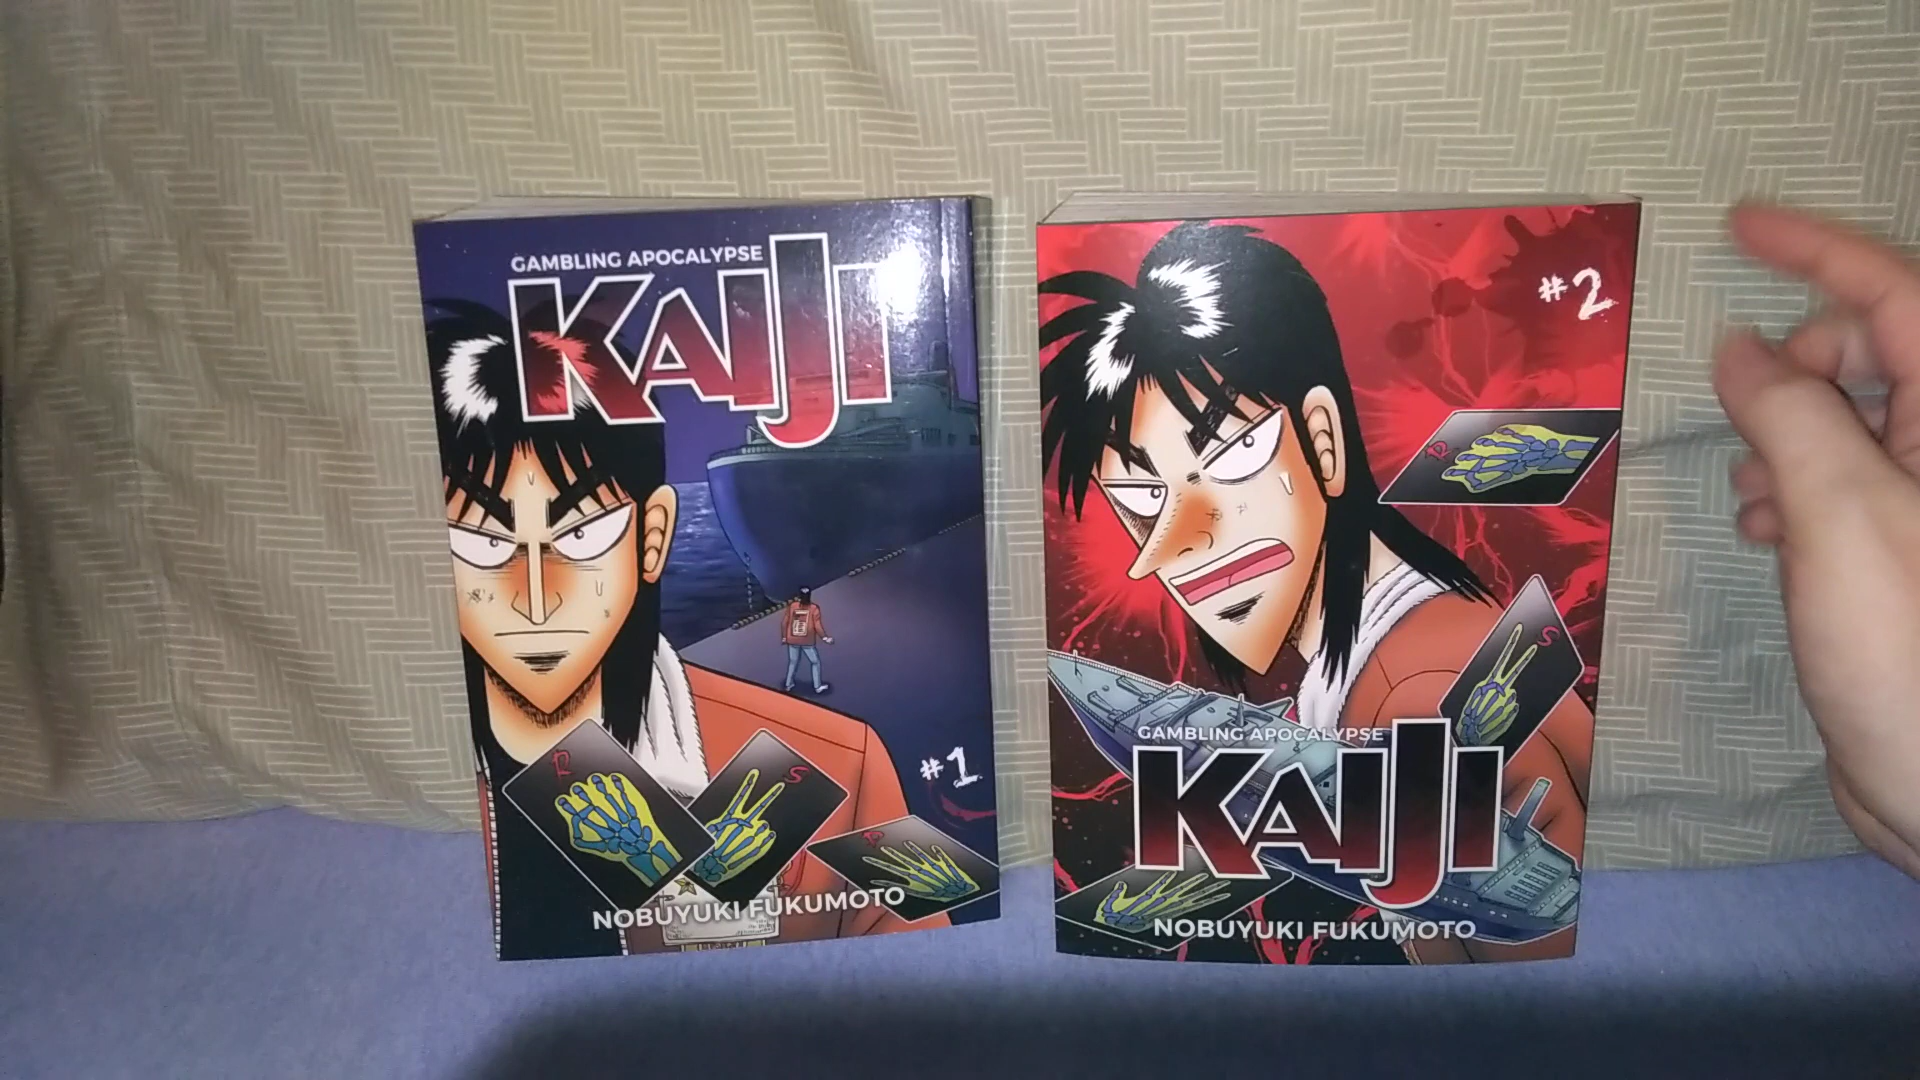 GAMBLING APOCALYPSE
KAIJI
R
S
P
#1
NOBUYUKI FUKUMOTO
#2
R
S
GAMBLING APOCALYPSE
KAIJI
NOBUYUKI FUKUMOTO